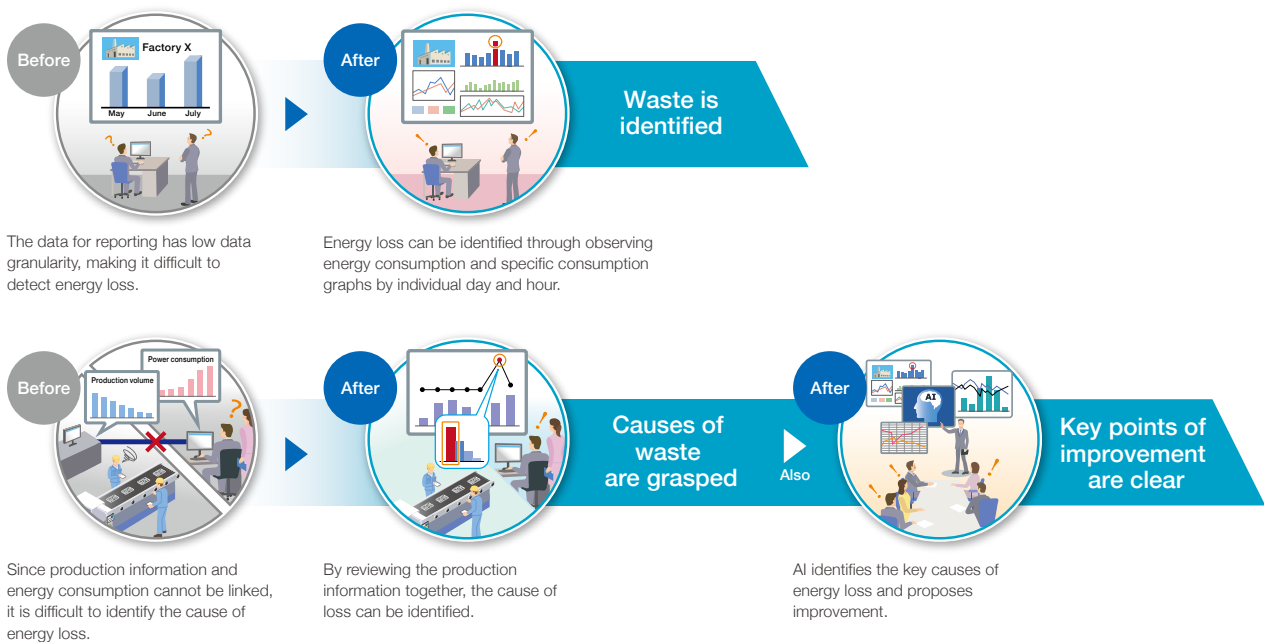 Before
Factory X
May June July
After
Waste is
identified
The data for reporting has low data
granularity, making it difficult to
detect energy loss.
Energy loss can be identified through observing
energy consumption and specific consumption
graphs by individual day and hour.
Before
Power consumption
Production volume
?
After
!
Causes of
waste
are grasped
Also
After
AI
Key points of
improvement
are clear
Since production information and
energy consumption cannot be linked,
it is difficult to identify the cause of
energy loss.
By reviewing the production
information together, the cause of
loss can be identified.
AI identifies the key causes of
energy loss and proposes
improvement.